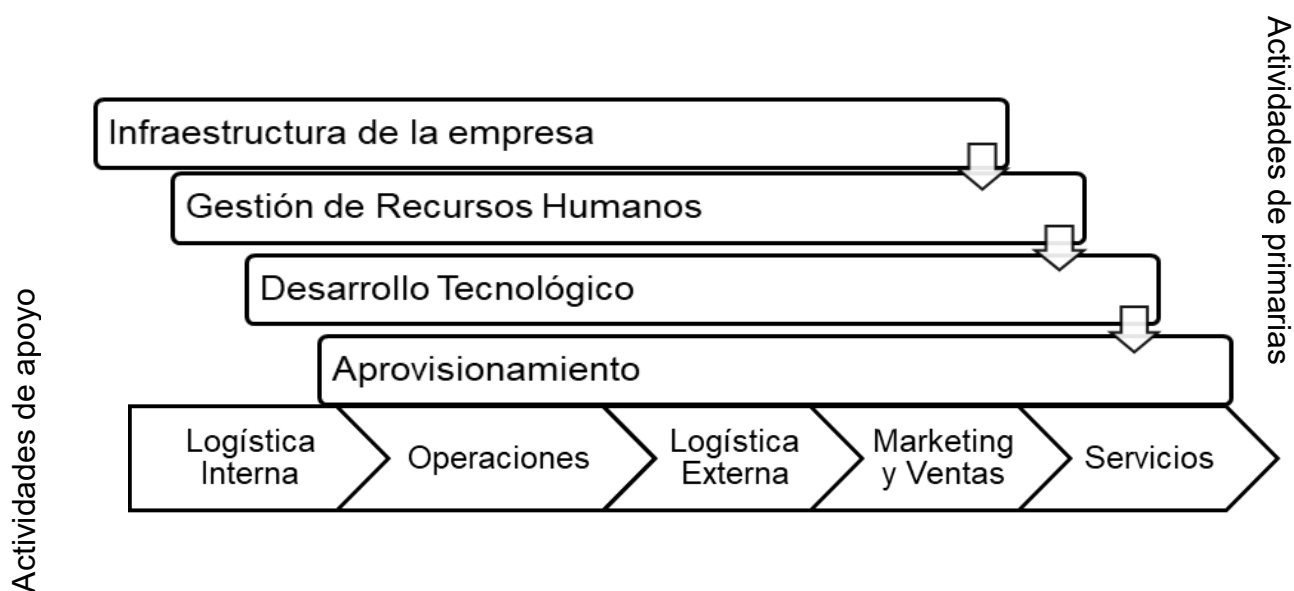 Actividades de primarias
Infraestructura de la empresa
Gestión de Recursos Humanos
Desarrollo Tecnológico
Aprovisionamiento
Actividades de apoyo
Logística
Interna
Operaciones
Logística
Externa
Marketing
y Ventas
Servicios